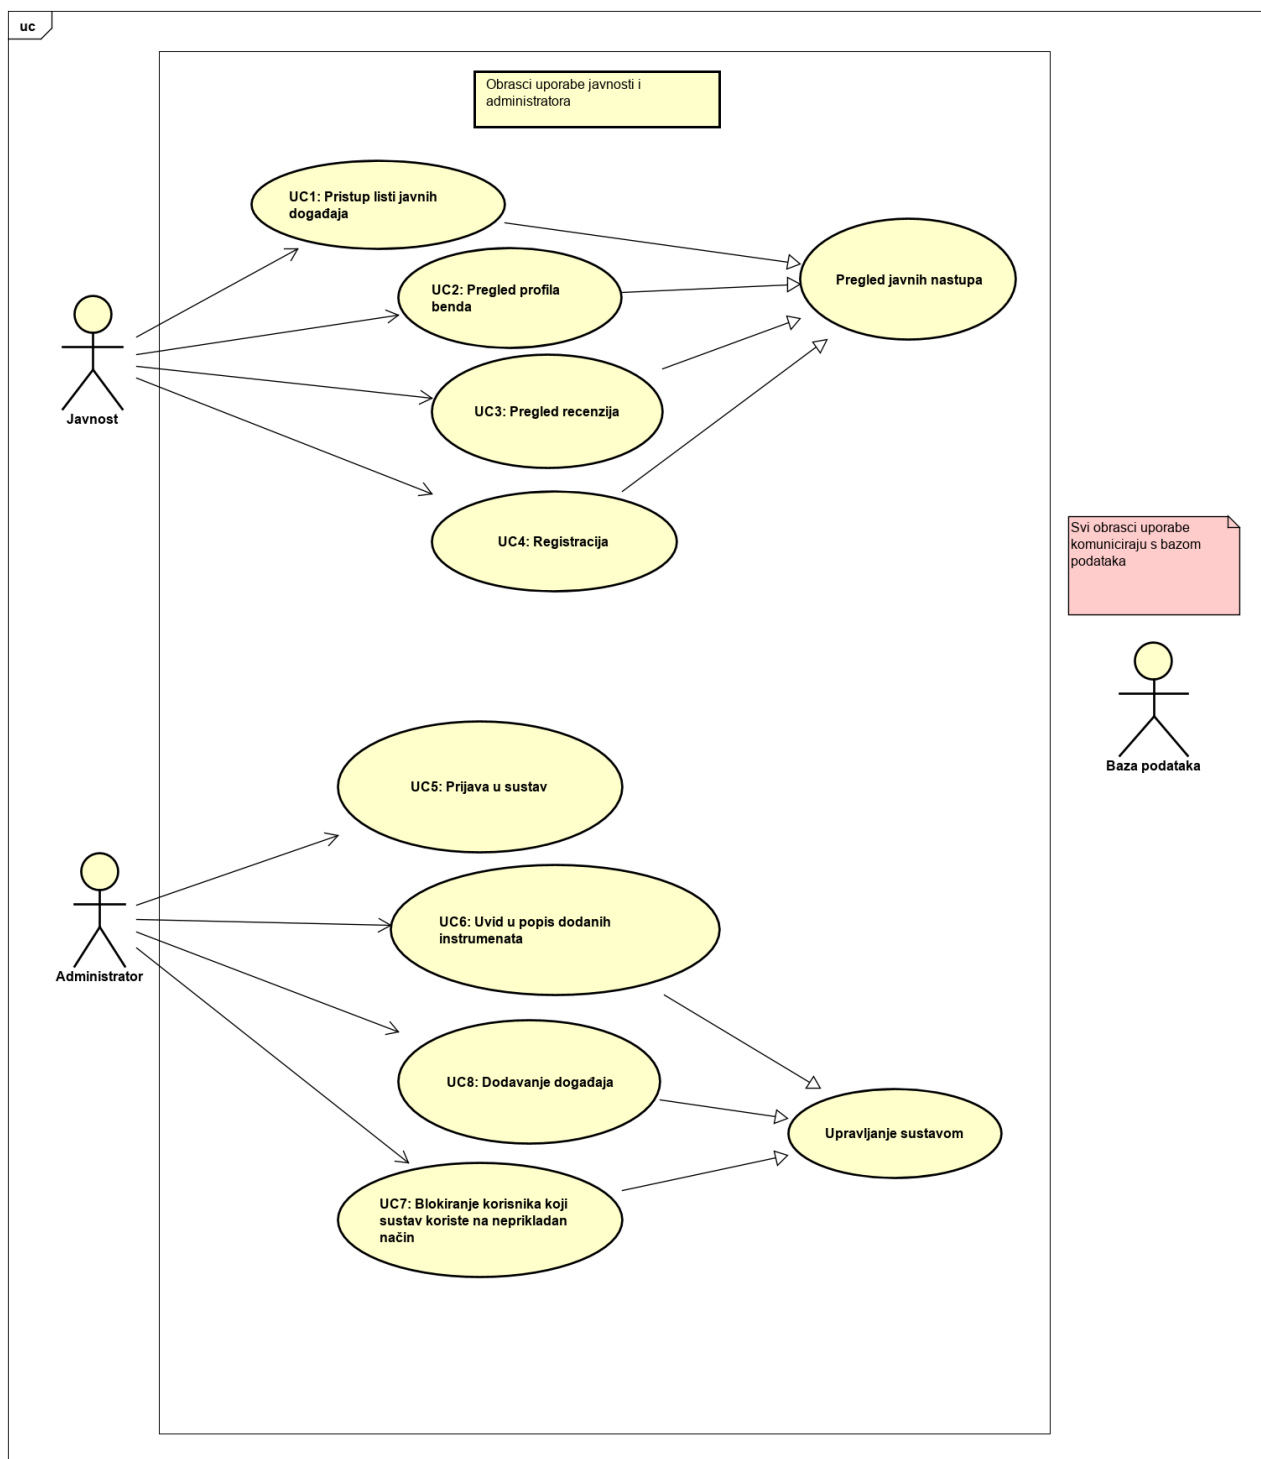 uc
Obrasci uporabe javnosti i
administratora
UC1: Pristup listi javnih
događaja
UC2: Pregled profila
benda
Pregled javnih nastupa
UC3: Pregled recenzija
Javnost
UC4: Registracija
Svi obrasci uporabe
komuniciraju s bazom
podataka
Baza podataka
UC5: Prijava u sustav
UC6: Uvid u popis dodanih
instrumenata
Administrator
UC8: Dodavanje događaja
Upravljanje sustavom
UC7: Blokiranje korisnika koji
sustav koriste na neprikladan
način